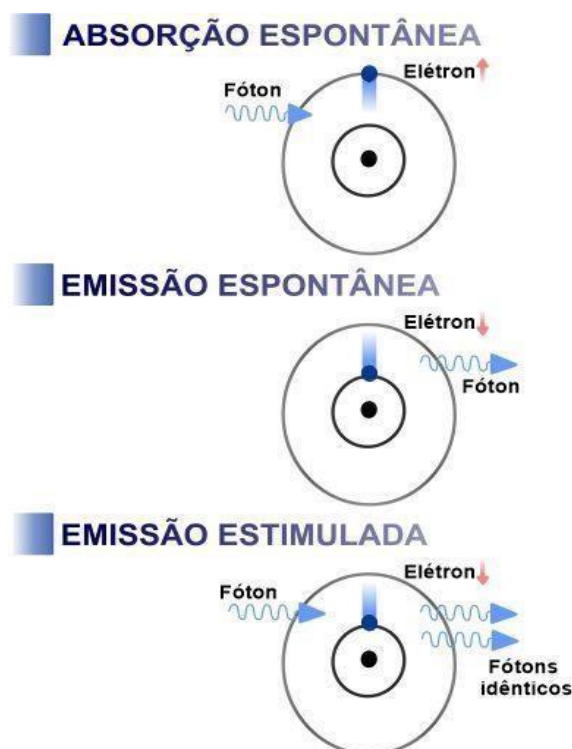 ABSORÇÃO ESPONTÂNEA
Elétron
Fóton
EMISSÃO ESPONTÂNEA
Elétron
Fóton
EMISSÃO ESTIMULADA
Elétron
Fóton
Fótons
idênticos